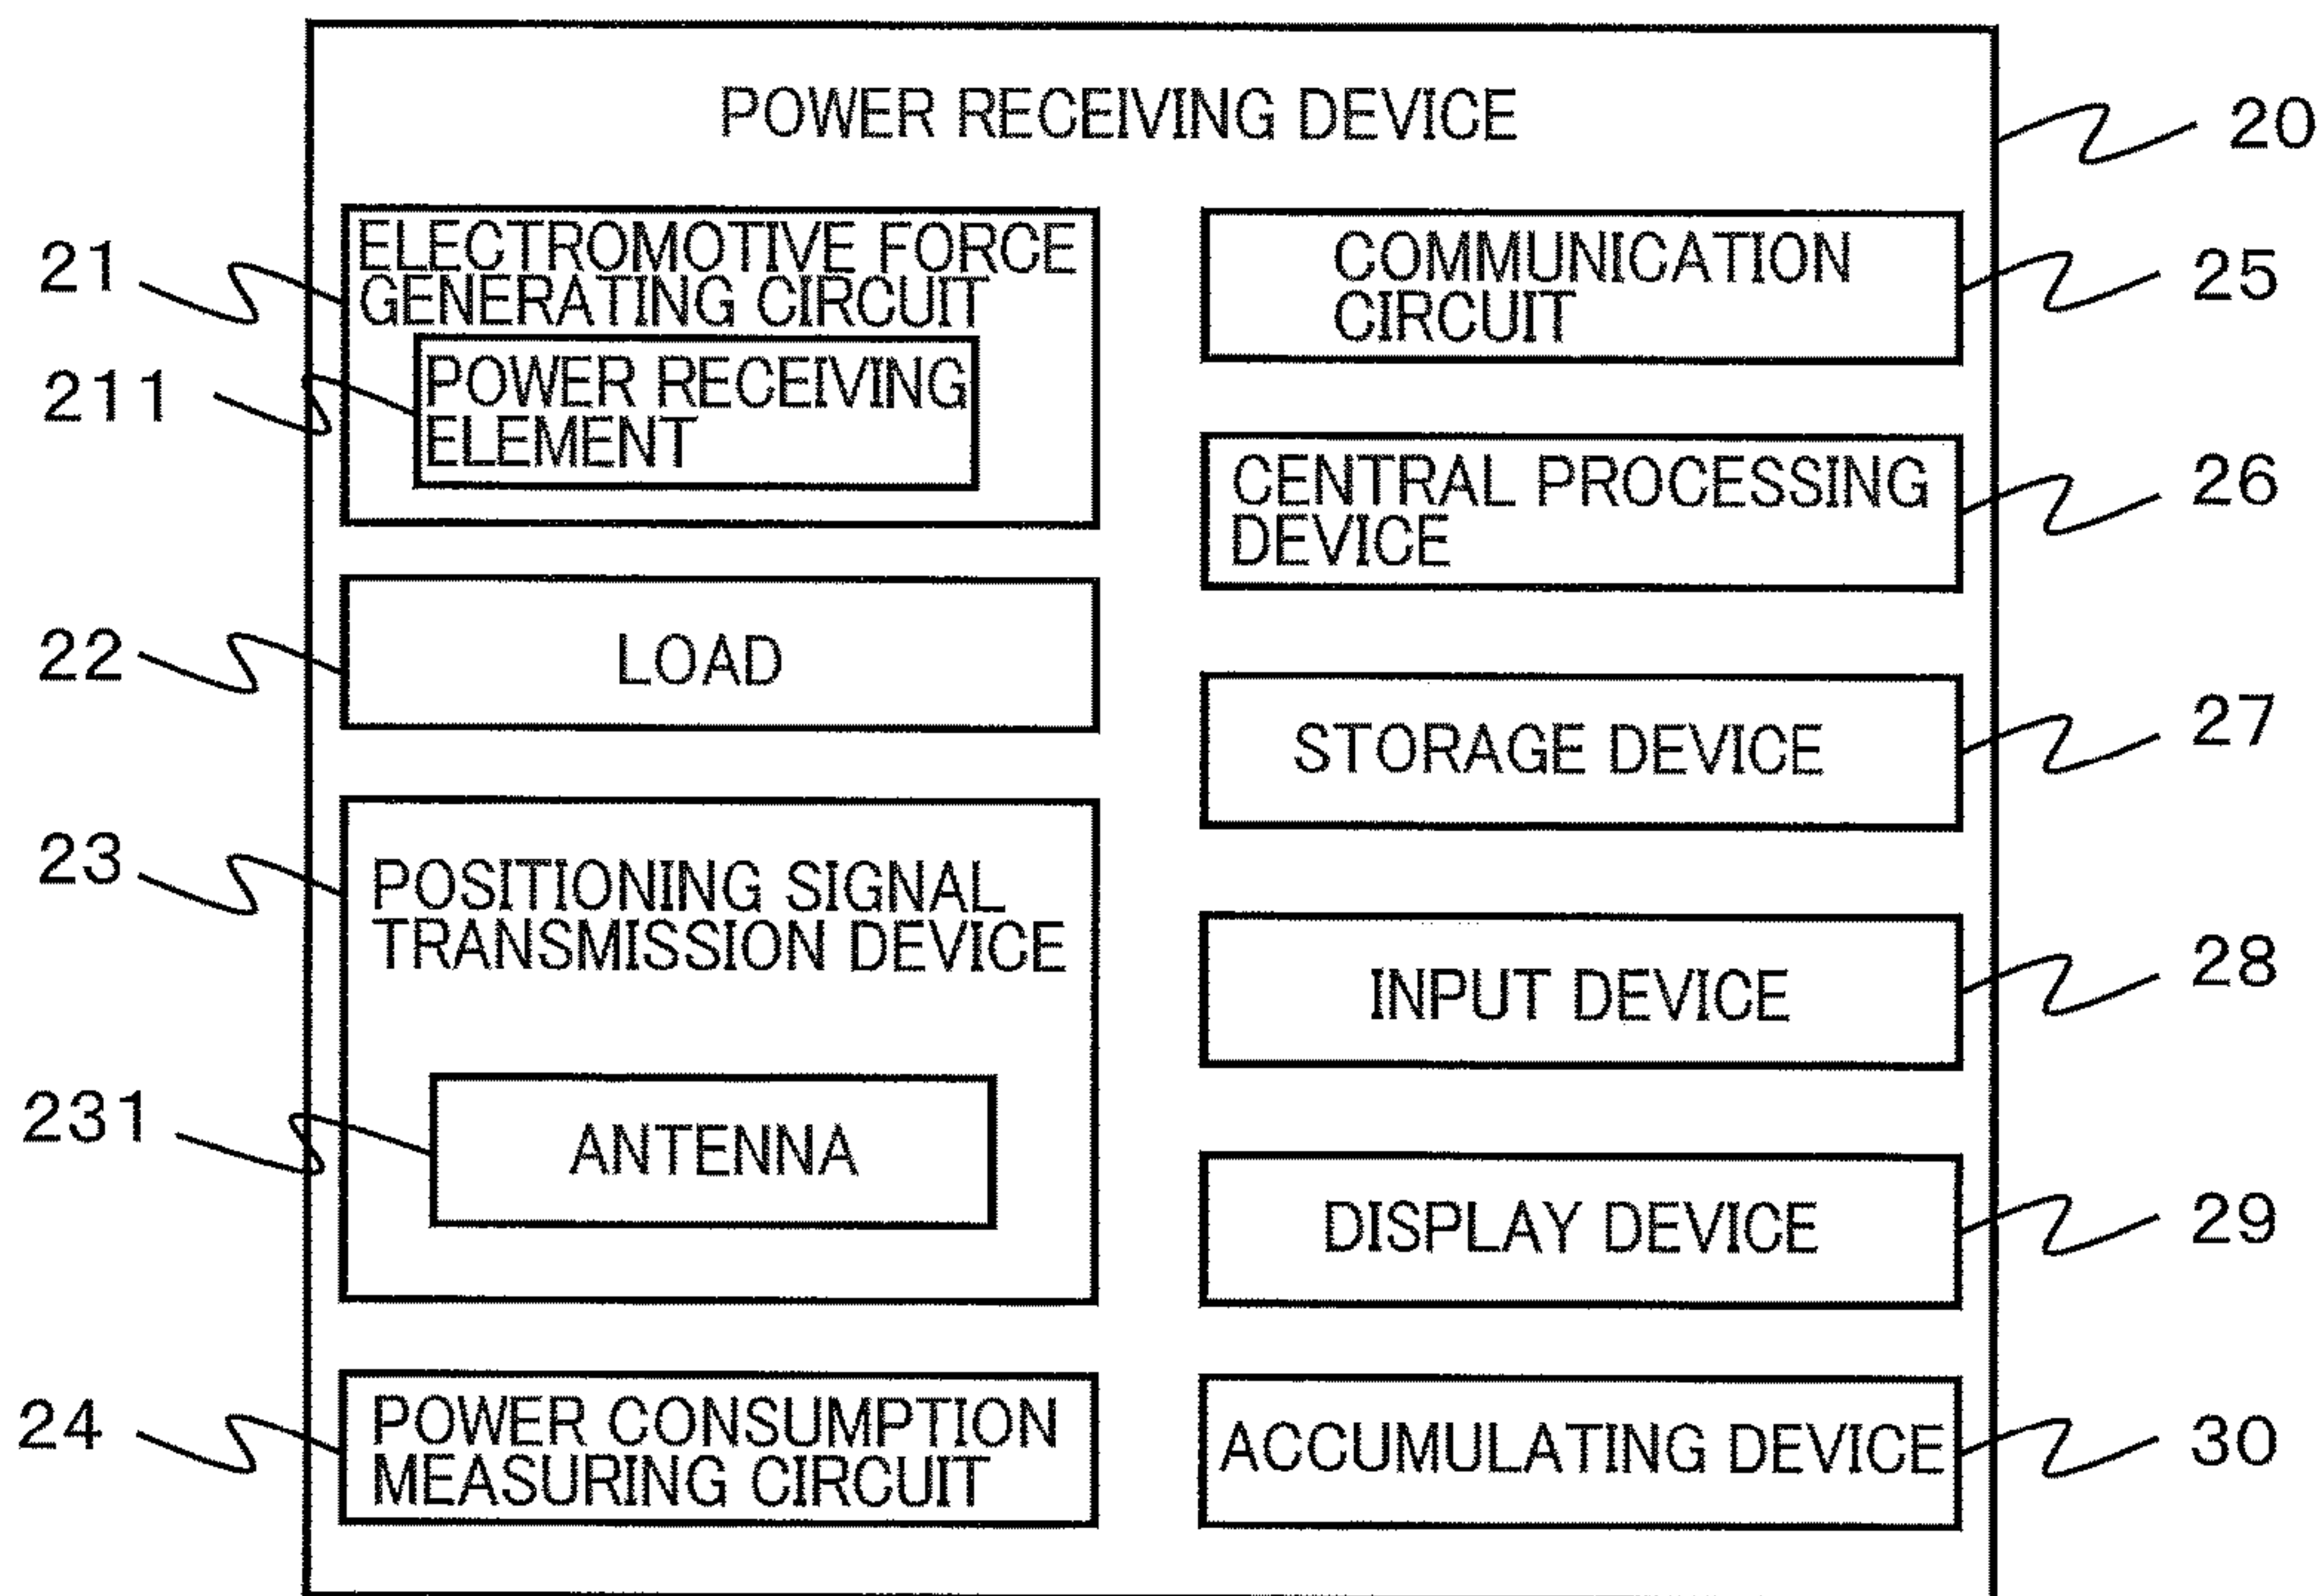 POWER RECEIVING DEVICE
20
21
ELECTROMOTIVE FORCE
GENERATING CIRCUIT
211
POWER RECEIVING
ELEMENT
22
LOAD
23
POSITIONING SIGNAL
TRANSMISSION DEVICE
231
ANTENNA
24
POWER CONSUMPTION
MEASURING CIRCUIT
COMMUNICATION
CIRCUIT
25
CENTRAL PROCESSING
DEVICE
26
STORAGE DEVICE
27
INPUT DEVICE
28
DISPLAY DEVICE
29
ACCUMULATING DEVICE
30